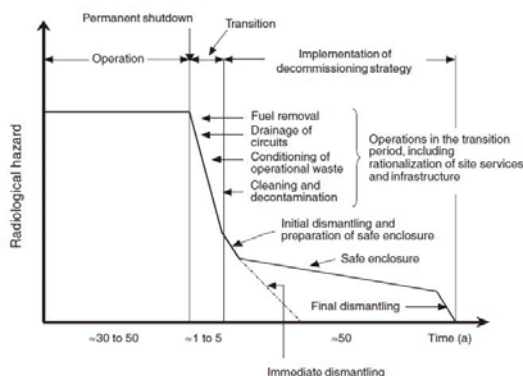 Permanent shutdown
Transition
Operation
Implementation of
decommissioning strategy
Radiological hazard
Fuel removal
Drainage of
circuits
Conditioning of
operational waste
Cleaning and
decontamination
Operations in the transition
period, including
rationalization of site services
and infrastructure
Initial dismantling and
preparation of safe enclosure
Safe enclosure
Final dismantling
≈30 to 50
≈1 to 5
≈50
Time (a)
Immediate dismantling